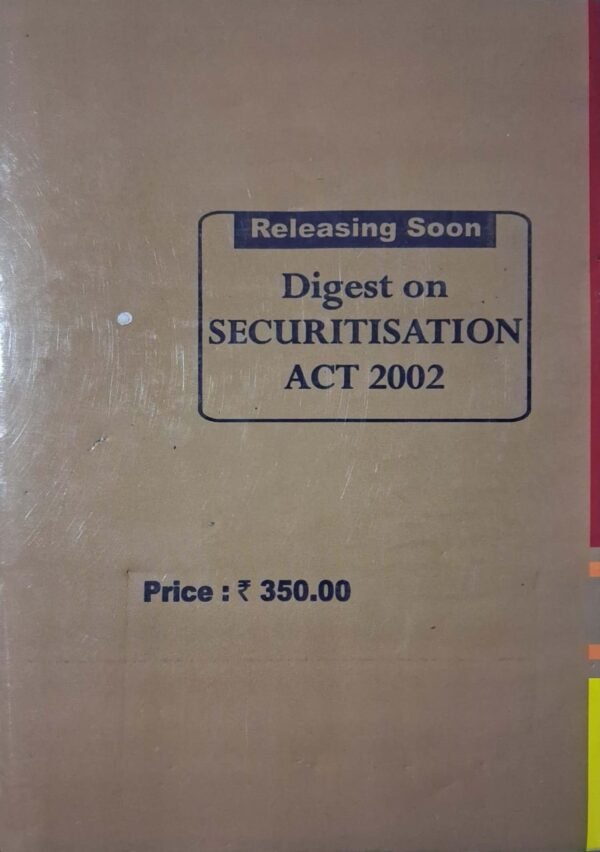 Releasing Soon
Digest on
SECURITISATION
ACT 2002
Price : ₹ 350.00